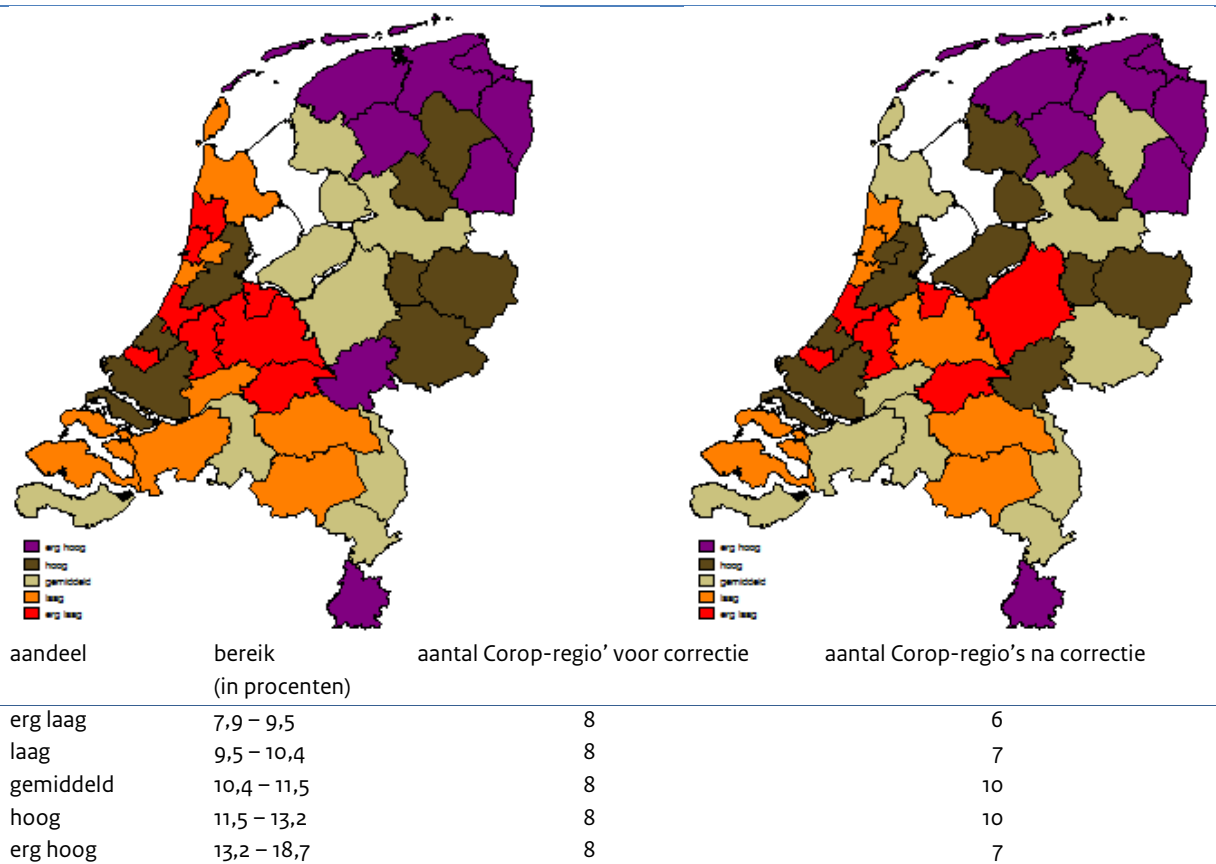 erg hoog
hoog
gemiddeld
laag
erg laag
erg hoog
hoog
gemiddeld
laag
erg laag
aandeel bereik aantal Corop-regio' voor correctie aantal Corop-regio's na correctie
(in procenten)
erg laag 7,9 – 9,5 8 6
laag 9,5 – 10,4 8 7
gemiddeld 10,4 – 11,5 8 10
hoog 11,5 – 13,2 8 10
erg hoog 13,2 – 18,7 8 7